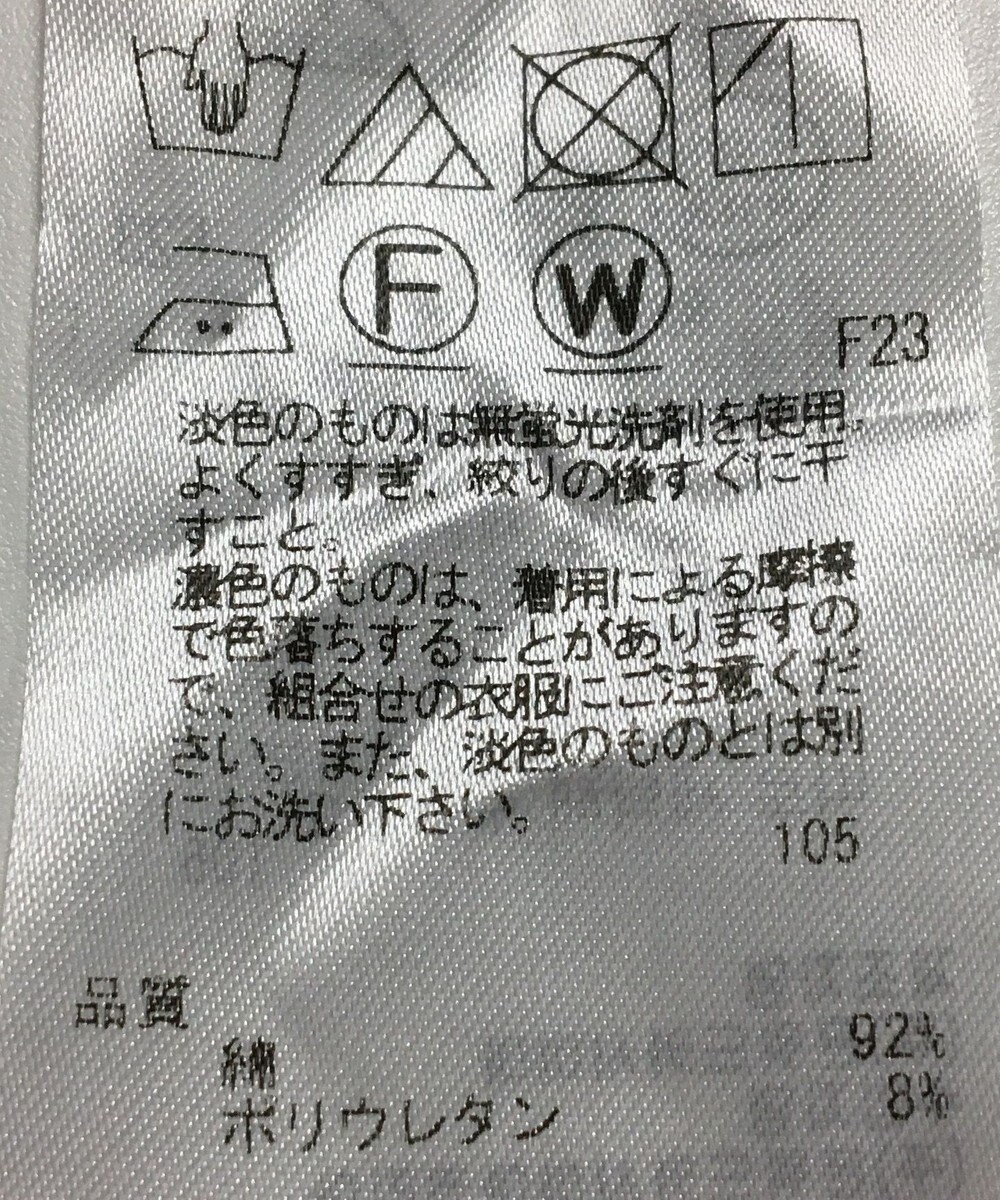 F W
F23
淡色のものは無蛍光洗剤を使用。
よくすすぎ、絞りの後すぐに干
すこと。
濃色のものは、着用による摩擦
で色落ちすることがありますの
で、組合せの衣服にご注意くだ
さい。また、淡色のものとは別
にお洗い下さい。
105
品質
綿 92%
ポリウレタン 8%